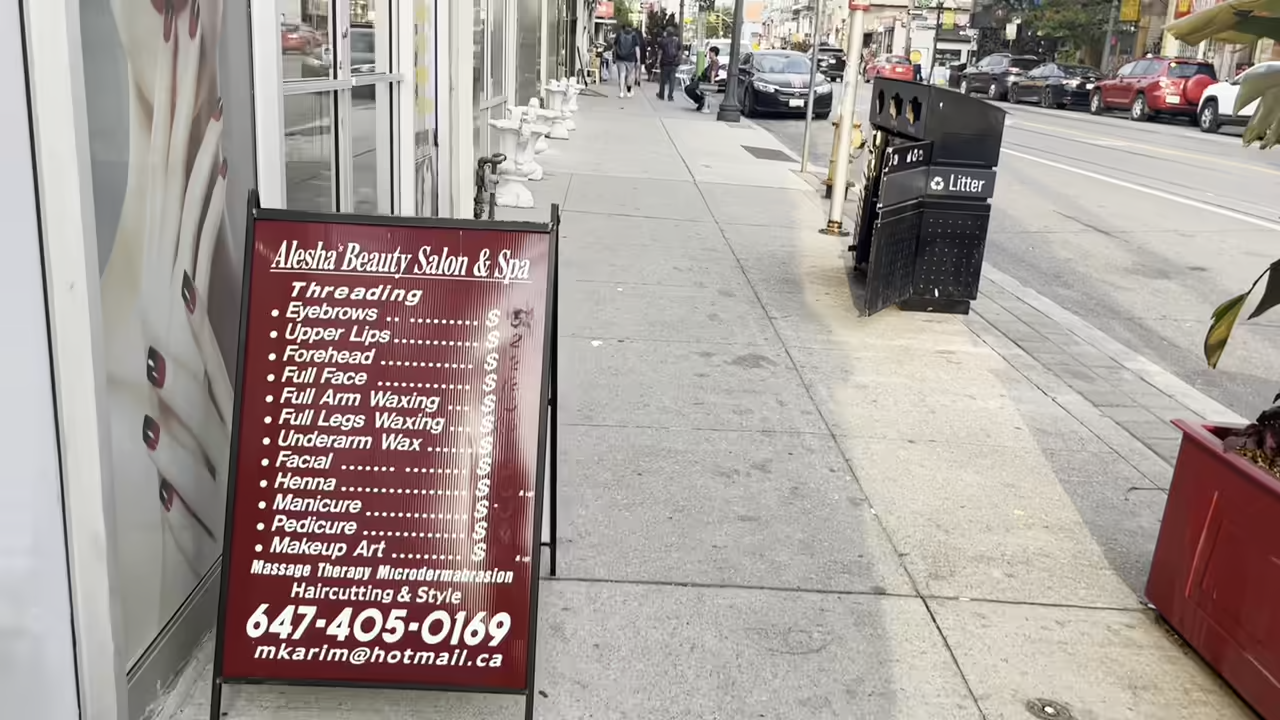 Alesha's Beauty Salon & Spa
Threading
• Eyebrows .. .......... $
• Upper Lips............ $
• Forehead ............. $
• Full Face ............. $
• Full Arm Waxing .... $
• Full Legs Waxing ... $
• Underarm Wax ....... $
• Facial ....... ......... $
• Henna ................. $
• Manicure .............. $
• Pedicure .............. $
• Makeup Art .......... $
Massage Therapy Microdermabrasion
Haircutting & Style
647-405-0169
mkarim@hotmail.ca
Litter